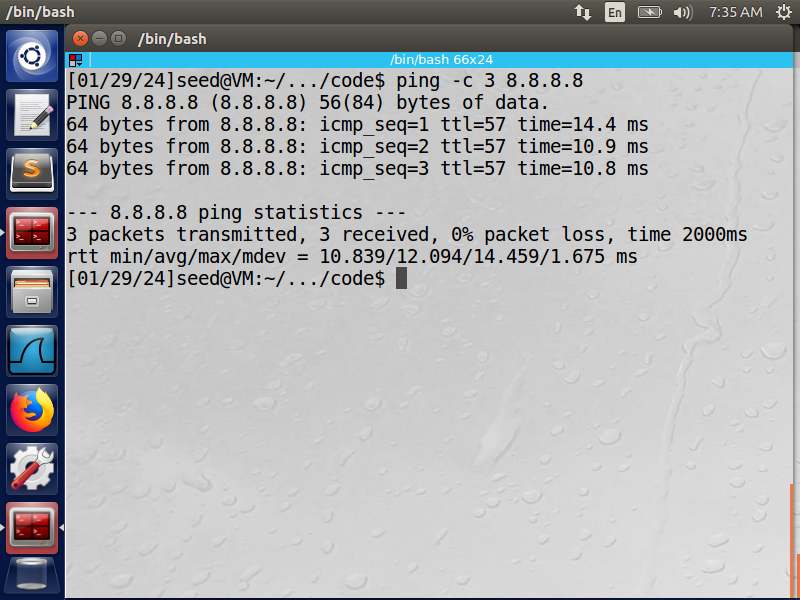 /bin/bash
En
7:35 AM
/bin/bash
/bin/bash 66x24
[01/29/24]seed@VM:~/.../code$ ping -c 3 8.8.8.8
PING 8.8.8.8 (8.8.8.8) 56(84) bytes of data.
64 bytes from 8.8.8.8: icmp_seq=1 ttl=57 time=14.4 ms
64 bytes from 8.8.8.8: icmp_seq=2 ttl=57 time=10.9 ms
64 bytes from 8.8.8.8: icmp_seq=3 ttl=57 time=10.8 ms

--- 8.8.8.8 ping statistics ---
3 packets transmitted, 3 received, 0% packet loss, time 2000ms
rtt min/avg/max/mdev = 10.839/12.094/14.459/1.675 ms
[01/29/24]seed@VM:~/.../code$